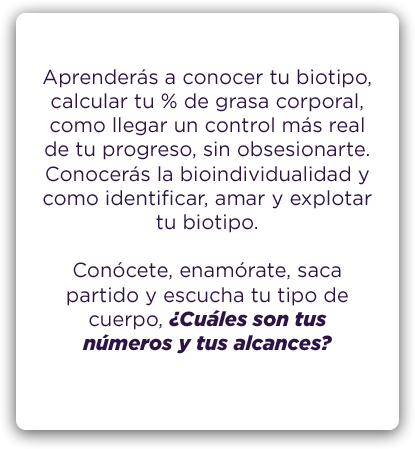 Aprenderás a conocer tu biotipo,
calcular tu % de grasa corporal,
como llegar un control más real
de tu progreso, sin obsesionarte.
Conocerás la bioindividualidad y
como identificar, amar y explotar
tu biotipo.
Conócete, enamórate, saca
partido y escucha tu tipo de
cuerpo, ¿Cuáles son tus
números y tus alcances?